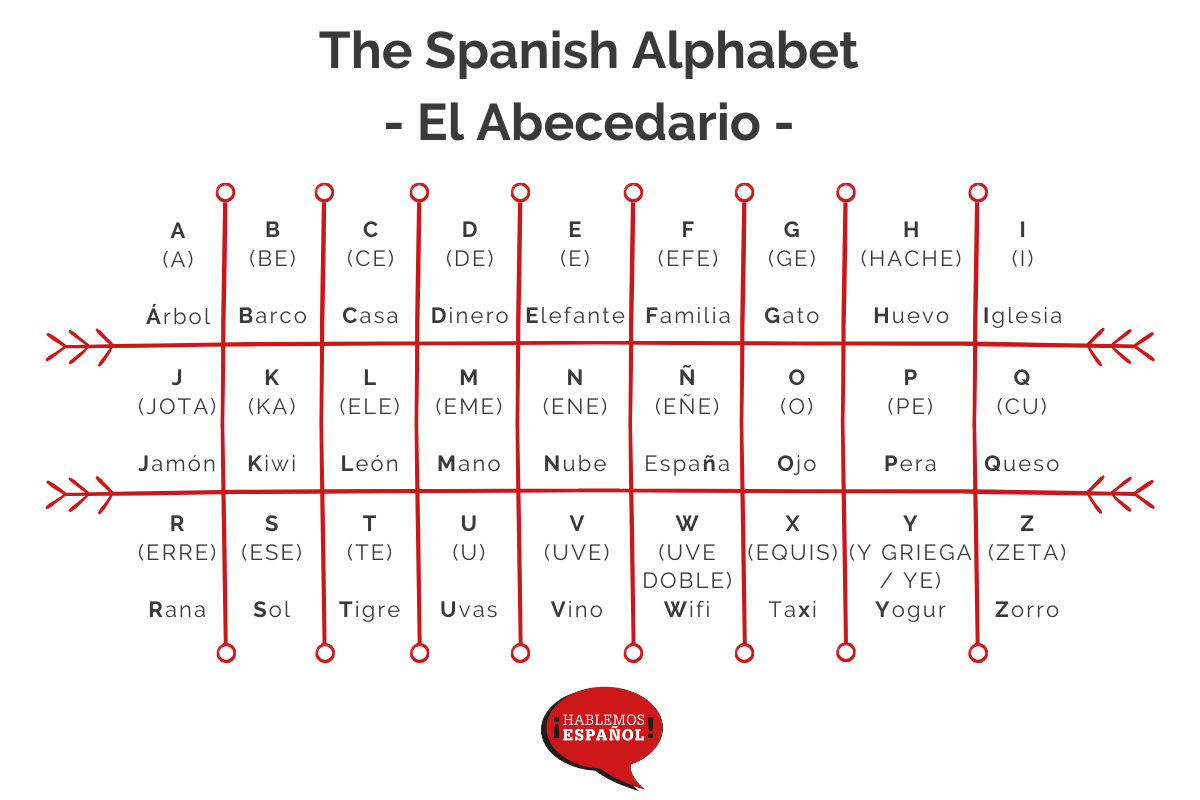 The Spanish Alphabet
- El Abecedario -
A B C D E F G H I
(A) (BE) (CE) (DE) (E) (EFE) (GE) (HACHE) (I)
Árbol Barco Casa Dinero Elefante Familia Gato Huevo Iglesia
J K L M N Ñ O P Q
(JOTA) (KA) (ELE) (EME) (ENE) (EÑE) (O) (PE) (CU)
Jamón Kiwi León Mano Nube España Ojo Pera Queso
R S T U V W X Y Z
(ERRE) (ESE) (TE) (U) (UVE) (UVE (EQUIS) (Y GRIEGA (ZETA)
DOBLE) / YE)
Rana Sol Tigre Uvas Vino Wifi Taxi Yogur Zorro
¡HABLEMOS
ESPAÑOL!